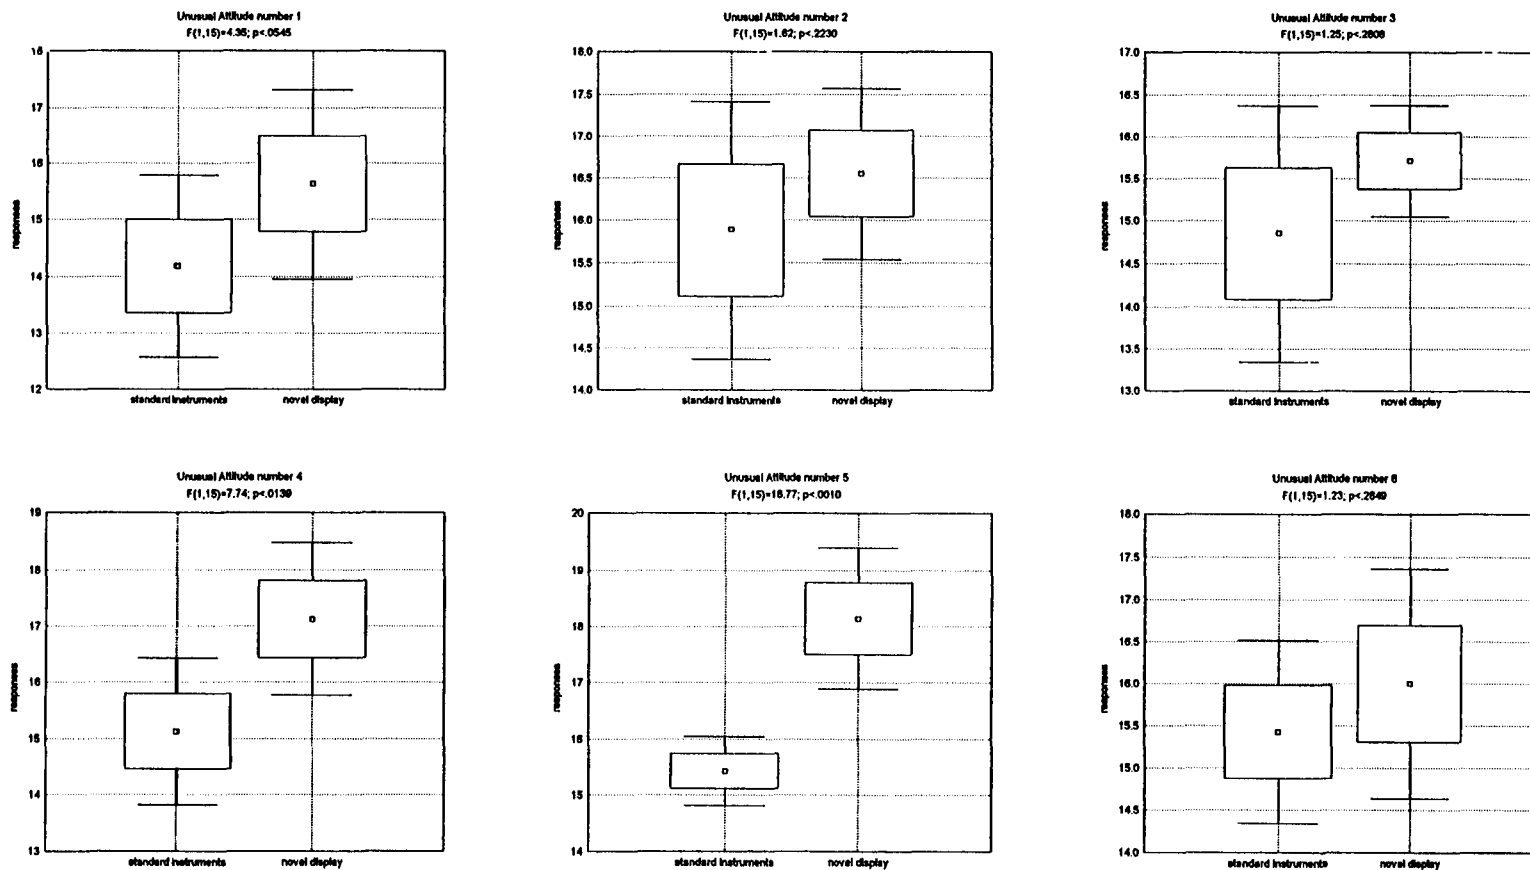 Unusual Attitude number 1
F(1,15)=4.35; p<.0545
18
17
16
15
14
13
12
responses
standard instruments
novel display
Unusual Attitude number 2
F(1,15)=1.62; p<.2230
18.0
17.5
17.0
16.5
16.0
15.5
15.0
14.5
14.0
responses
standard instruments
novel display
Unusual Attitude number 3
F(1,15)=1.25; p<.2808
17.0
16.5
16.0
15.5
15.0
14.5
14.0
13.5
13.0
responses
standard instruments
novel display
Unusual Attitude number 4
F(1,15)=7.74; p<.0139
19
18
17
16
15
14
13
responses
standard instruments
novel display
Unusual Attitude number 5
F(1,15)=16.77; p<.0010
20
19
18
17
16
15
14
responses
standard instruments
novel display
Unusual Attitude number 6
F(1,15)=1.23; p<.2849
18.0
17.5
17.0
16.5
16.0
15.5
15.0
14.5
14.0
responses
standard instruments
novel display